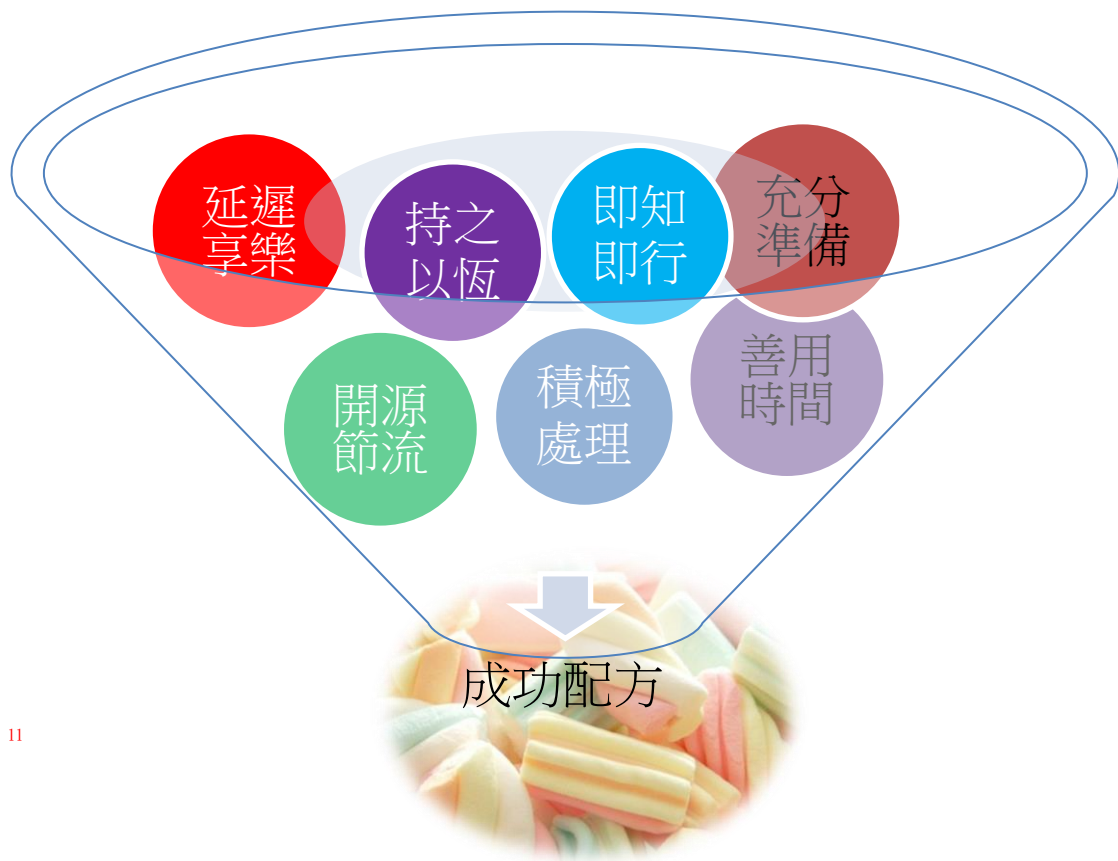 延遲
享樂
持之
以恆
即知
即行
充分
準備
開源
節流
積極
處理
善用
時間
成功配方
11